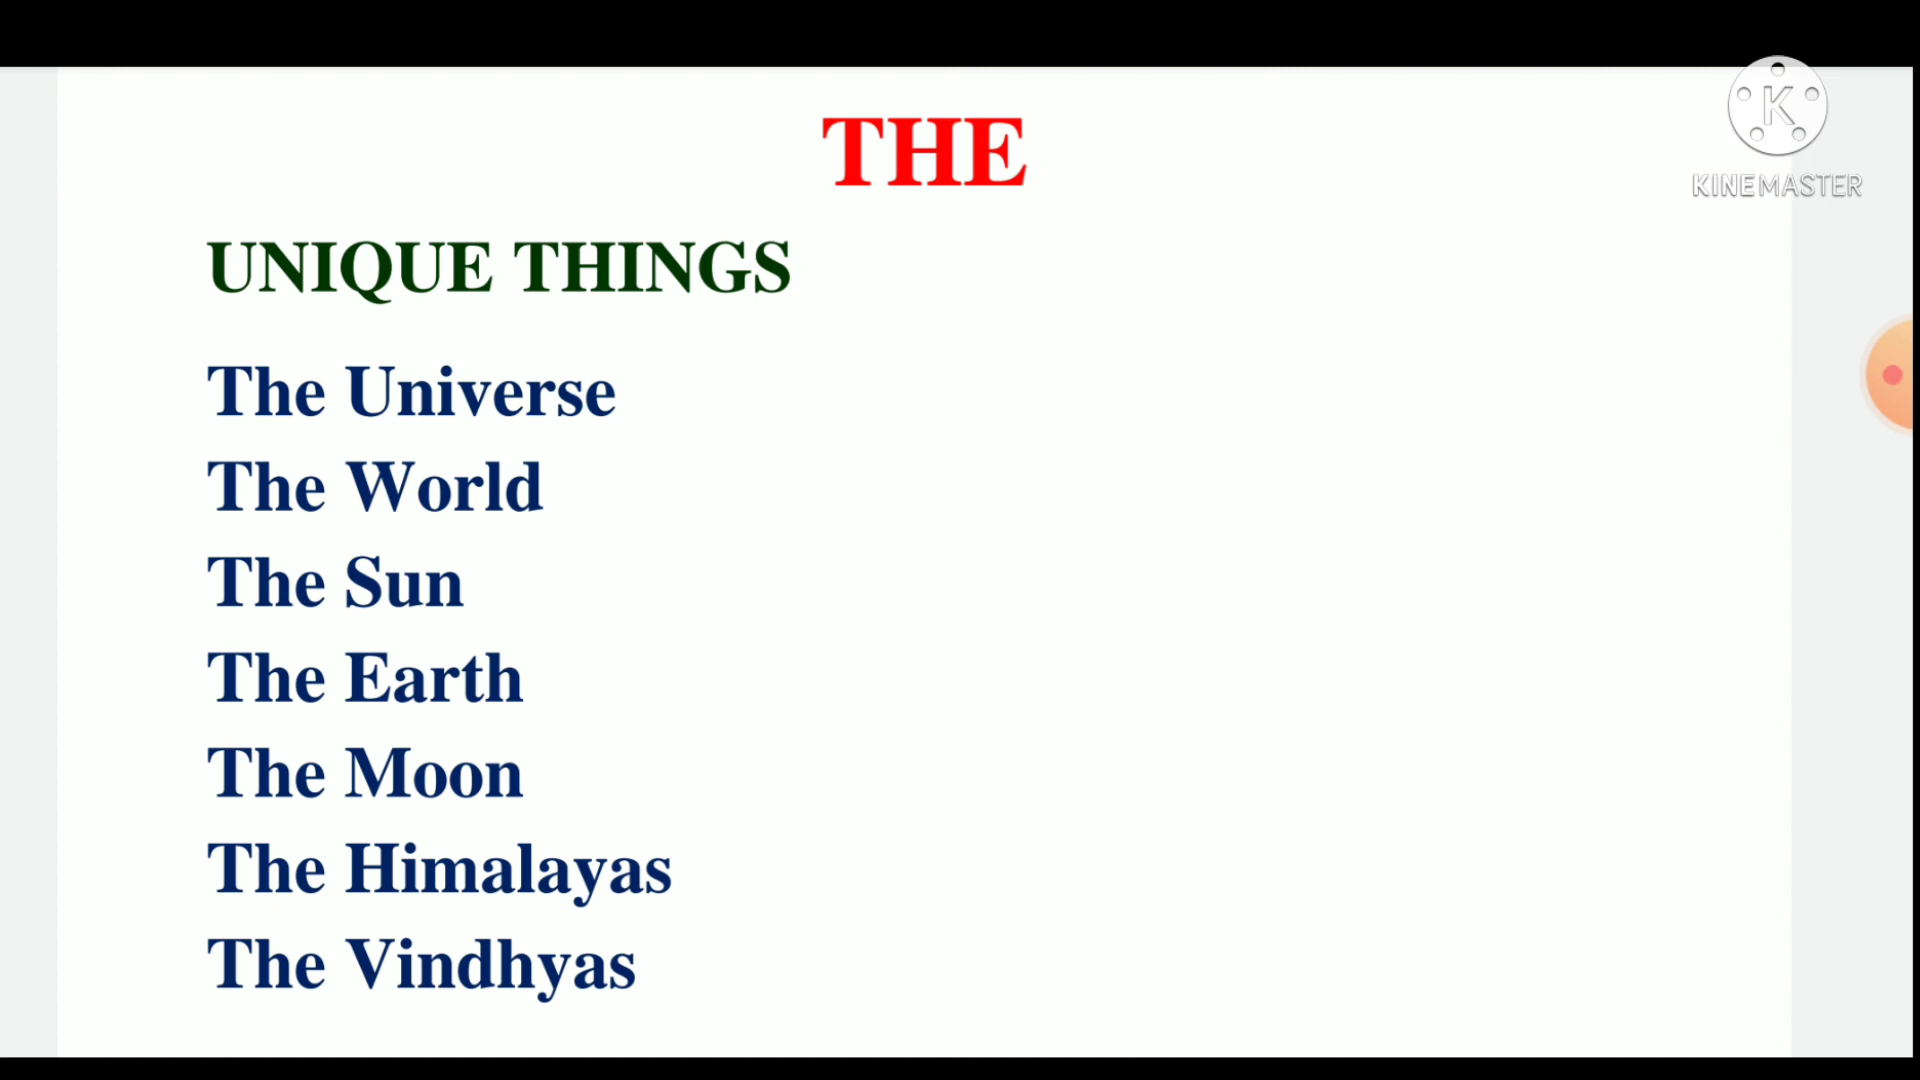 THE
K
KINEMASTER
UNIQUE THINGS
The Universe
The World
The Sun
The Earth
The Moon
The Himalayas
The Vindhyas